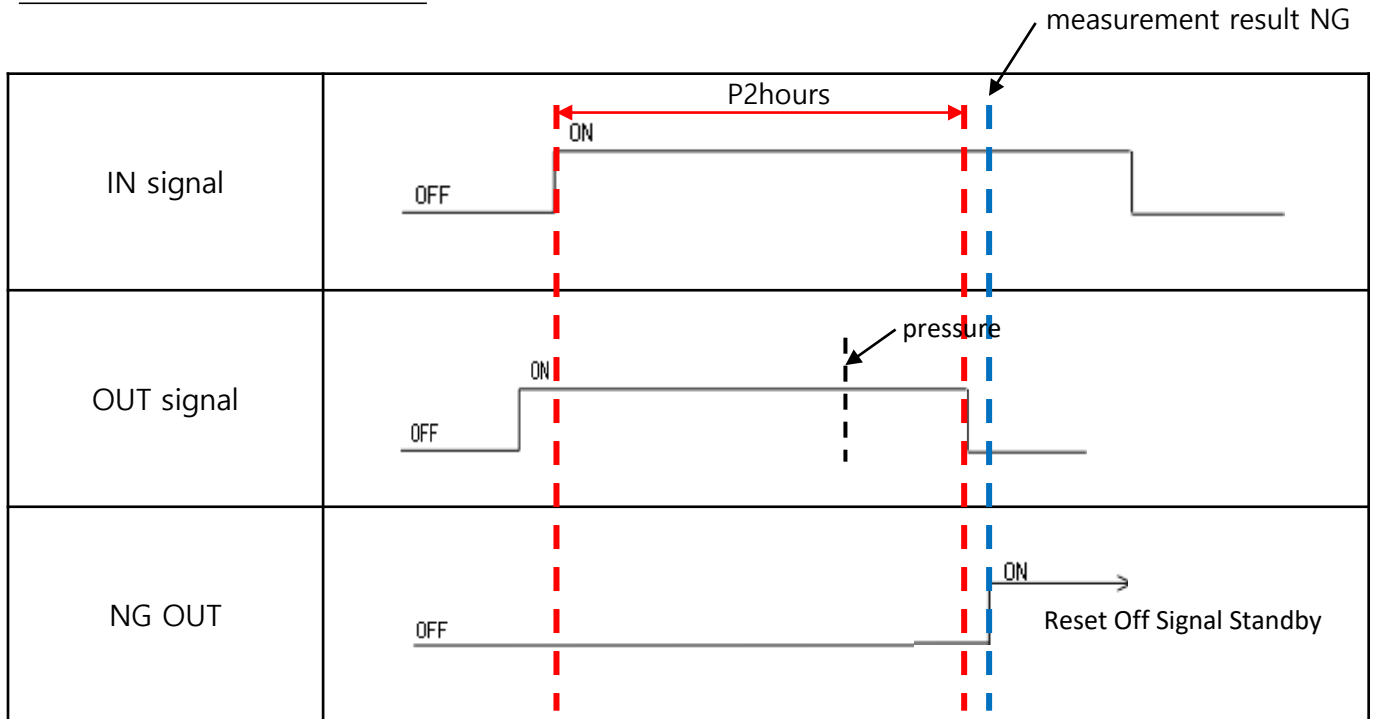 measurement result NG
P2hours
ON
IN signal
OFF
pressure
ON
OUT signal
OFF
ON
NG OUT
Reset Off Signal Standby
OFF